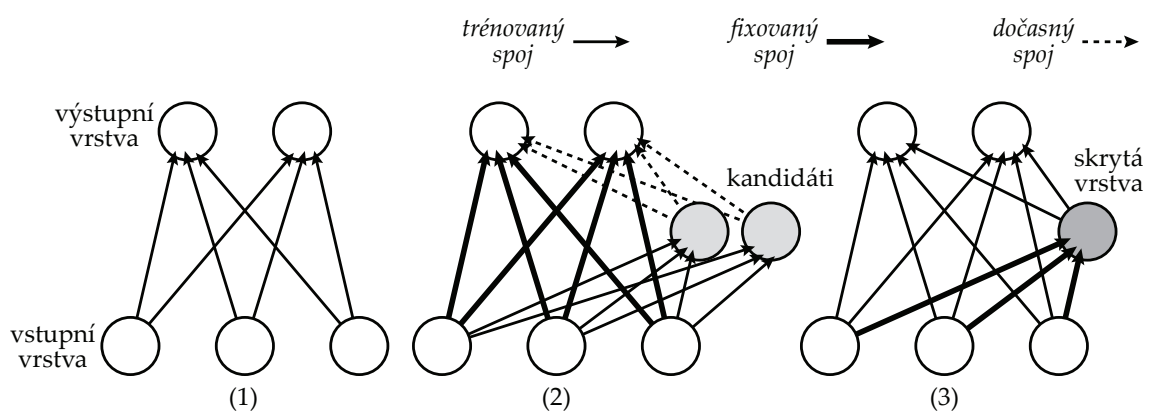 trénovaný
spoj
fixovaný
spoj
dočasný
spoj
výstupní
vrstva
kandidáti
skrytá
vrstva
vstupní
vrstva
(1)
(2)
(3)